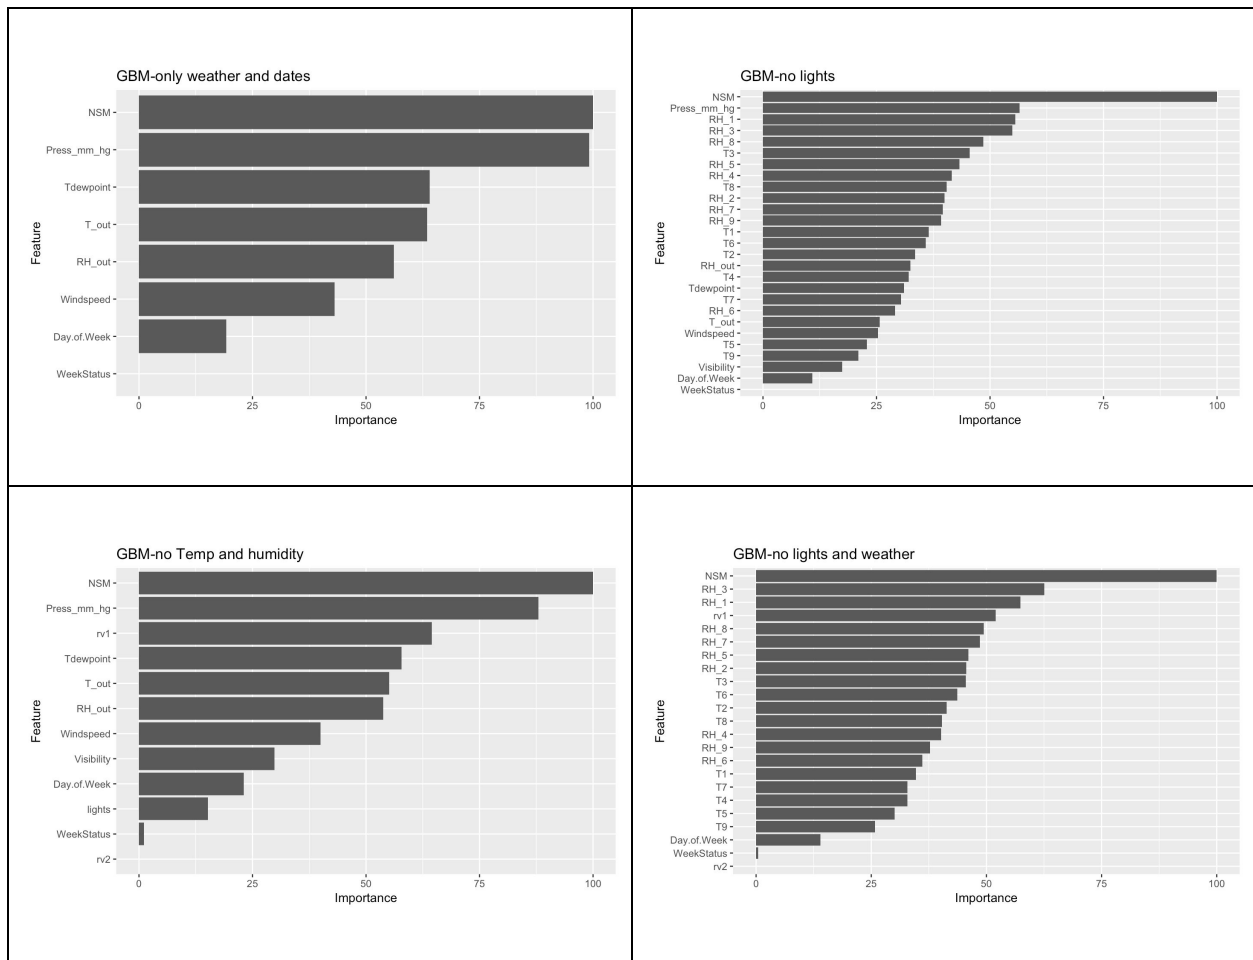 GBM-only weather and dates
NSM
Press_mm_hg
Tdewpoint
T_out
RH_out
Windspeed
Day.of.Week
WeekStatus
Feature
0 25 50 75 100
Importance
GBM-no lights
NSM
Press_mm_hg
RH_1
RH_3
RH_8
T3
RH_5
RH_4
T8
RH_2
RH_7
RH_9
T1
T6
T2
RH_out
T4
Tdewpoint
T7
RH_6
T_out
Windspeed
T5
T9
Visibility
Day.of.Week
WeekStatus
Feature
0 25 50 75 100
Importance
GBM-no Temp and humidity
NSM
Press_mm_hg
rv1
Tdewpoint
T_out
RH_out
Windspeed
Visibility
Day.of.Week
lights
WeekStatus
rv2
Feature
0 25 50 75 100
Importance
GBM-no lights and weather
NSM
RH_3
RH_1
rv1
RH_8
RH_7
RH_5
RH_2
T3
T6
T2
T8
RH_4
RH_9
RH_6
T1
T7
T4
T5
T9
Day.of.Week
WeekStatus
rv2
Feature
0 25 50 75 100
Importance